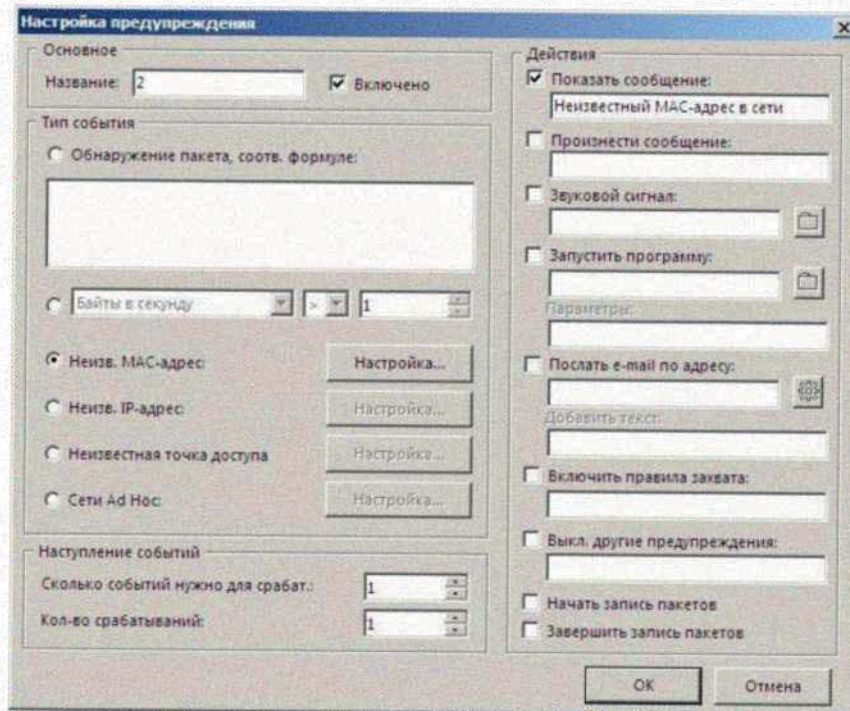 Настройка предупреждения
Основное
Название: 2
Включено
Тип события
Обнаружение пакета, соотв. формуле:
Байты в секунду > 1
Неизв. MAC-адрес: Настройка...
Неизв. IP-адрес: Настройка...
Неизвестная точка доступа Настройка...
Сети Ad Hoc: Настройка...
Наступление событий
Сколько событий нужно для срабат.: 1
Кол-во срабатываний: 1
Действия
Показать сообщение:
Неизвестный MAC-адрес в сети
Произнести сообщение:
Звуковой сигнал:
Запустить программу:
Параметры:
Послать e-mail по адресу:
Добавить текст:
Включить правила захвата:
Выкл. другие предупреждения:
Начать запись пакетов
Завершить запись пакетов
OK Отмена